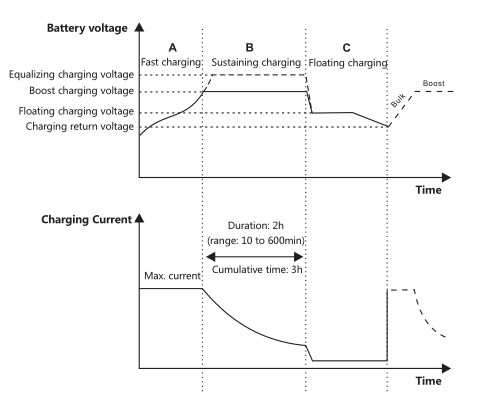 Battery voltage
A
B
C
Fast charging
Sustaining charging
Floating charging
Equalizing charging voltage
Boost charging voltage
Floating charging voltage
Charging return voltage
Bulk
Boost
Time
Charging Current
Duration: 2h
(range: 10 to 600min)
Cumulative time: 3h
Max. current
Time